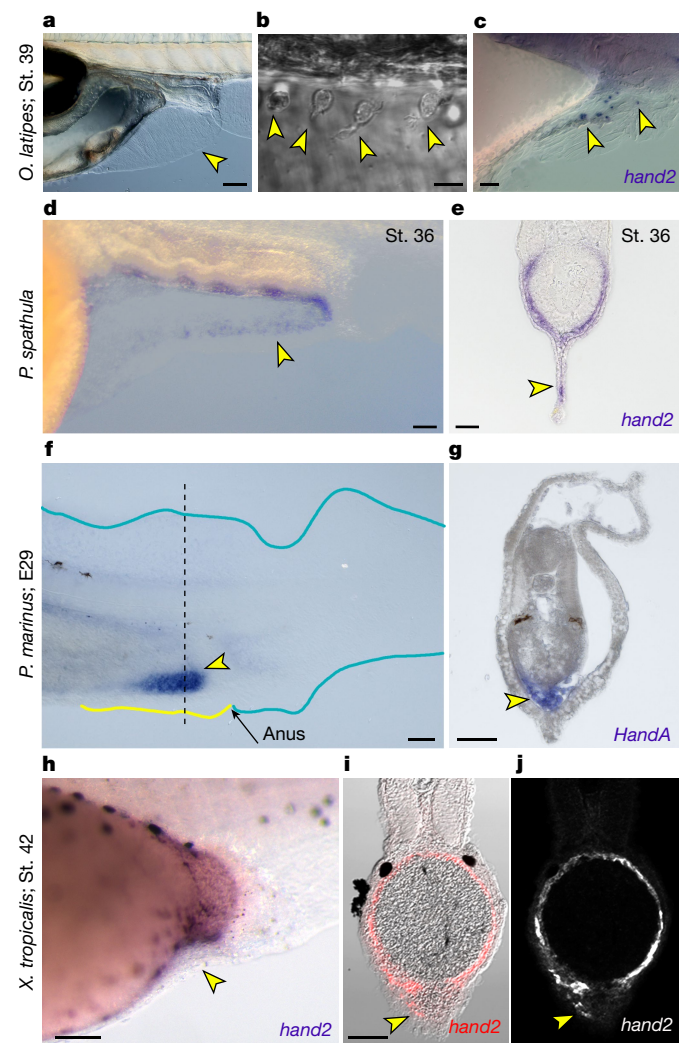 a
b
c
O. latipes; St. 39
hand2
d
St. 36
e
St. 36
P. spathula
hand2
f
g
P. marinus; E29
Anus
HandA
h
i
j
X. tropicalis; St. 42
hand2
hand2
hand2